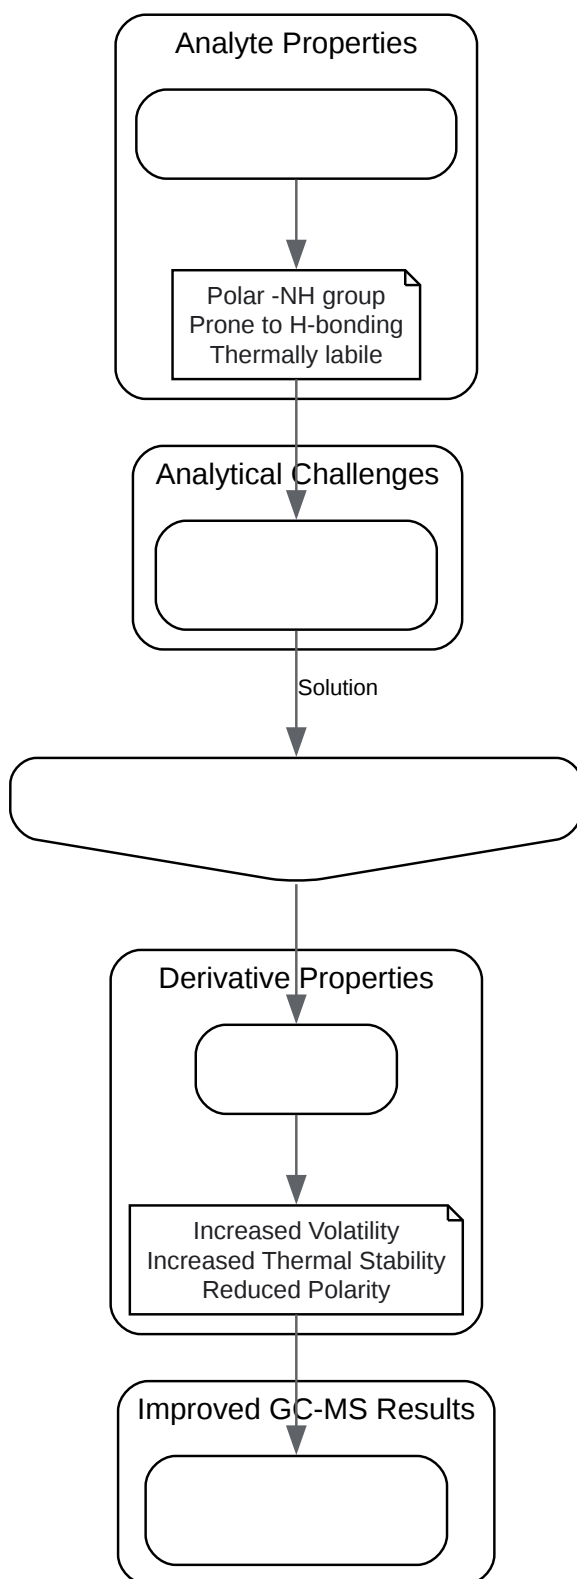 Analyte Properties
Polar -NH group
Prone to H-bonding
Thermally labile
Analytical Challenges
Solution
Derivative Properties
Increased Volatility
Increased Thermal Stability
Reduced Polarity
Improved GC-MS Results